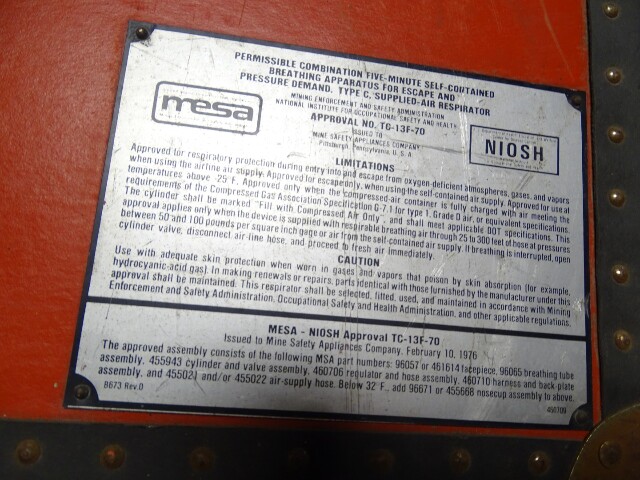 PERMISSIBLE COMBINATION FIVE-MINUTE SELF-CONTAINED
BREATHING APPARATUS FOR ESCAPE AND
PRESSURE DEMAND, TYPE C, SUPPLIED-AIR RESPIRATOR
mesa
MINING ENFORCEMENT AND SAFETY ADMINISTRATION
NATIONAL INSTITUTE FOR OCCUPATIONAL SAFETY AND HEALTH
APPROVAL NO. TC-13F-70
ISSUED TO
MINE SAFETY APPLIANCES COMPANY
Pittsburgh, Pennsylvania, U. S. A.
NIOSH
LIMITATIONS
Approved for respiratory protection during entry into and escape from oxygen-deficient atmospheres, gases, and vapors
when using the airline air supply. Approved for escape only, when using the self-contained air supply. Approved for use at
temperatures above -25°F. Approved only when the compressed-air container is fully charged with air meeting the
requirements of the Compressed Gas Association Specification G-7.1 for type 1, Grade D air, or equivalent specifications.
The cylinder shall be marked "Fill with Compressed Air Only", and shall meet applicable DOT specifications. This
approval applies only when the device is supplied with respirable breathing air through 25 to 300 feet of hose at pressures
between 50 and 100 pounds per square inch gage or air from the self-contained air supply. If breathing is interrupted, open
cylinder valve, disconnect air-line hose, and proceed to fresh air immediately.
CAUTION
Use with adequate skin protection when worn in gases and vapors that poison by skin absorption (for example,
hydrocyanic-acid gas). In making renewals or repairs, parts identical with those furnished by the manufacturer under this
approval shall be maintained. This respirator shall be selected, fitted, used, and maintained in accordance with Mining
Enforcement and Safety Administration, Occupational Safety and Health Administration, and other applicable regulations.
MESA - NIOSH Approval TC-13F-70
Issued to Mine Safety Appliances Company, February 10, 1976
The approved assembly consists of the following MSA part numbers: 96057 or 461614 facepiece, 96065 breathing tube
assembly, 455943 cylinder and valve assembly, 460706 regulator and hose assembly, 460710 harness and back-plate
assembly, and 455021 and/or 455022 air-supply hose. Below 32°F., add 96671 or 455668 nosecup assembly to above.
8673 Rev.0
460709